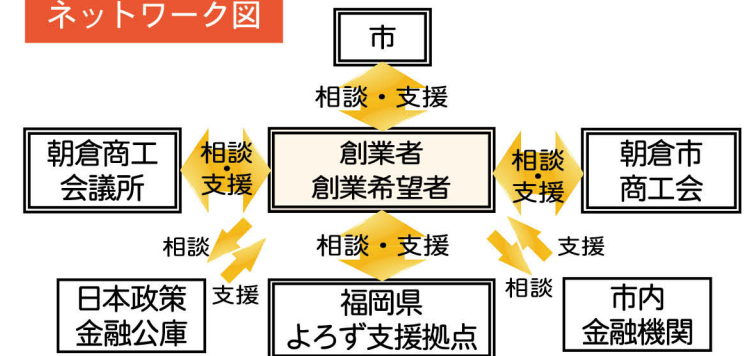 ネットワーク図
市
相談・支援
朝倉商工
会議所
相談
・
支援
創業者
創業希望者
相談
・
支援
朝倉市
商工会
相談
支援
相談・支援
相談
支援
日本政策
金融公庫
福岡県
よろず支援拠点
市内
金融機関